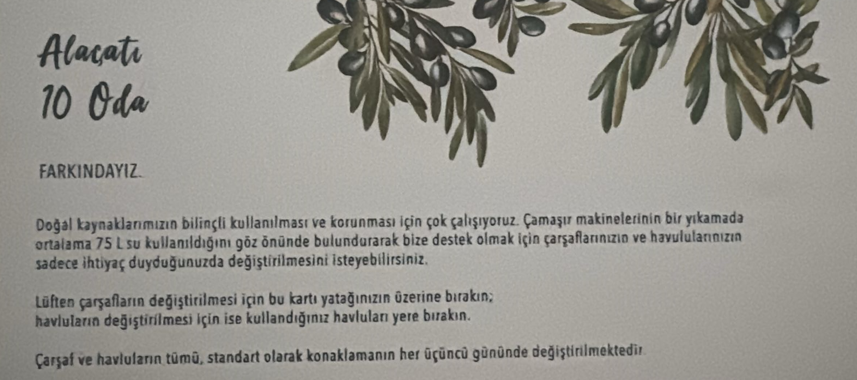 Alaçatı
10 Oda
FARKINDAYIZ.
Doğal kaynaklarımızın bilinçli kullanılması ve korunması için çok çalışıyoruz. Çamaşır makinelerinin bir yıkamada
ortalama 75 L su kullanıldığını göz önünde bulundurarak bize destek olmak için çarşaflarınızın ve havulularınızın
sadece ihtiyaç duyduğunuzda değiştirilmesini isteyebilirsiniz.
Lüften çarşafların değiştirilmesi için bu kartı yatağınızın üzerine bırakın;
havluların değiştirilmesi için ise kullandığınız havluları yere bırakın.
Çarşaf ve havluların tümü, standart olarak konaklamanın her üçüncü gününde değiştirilmektedir.